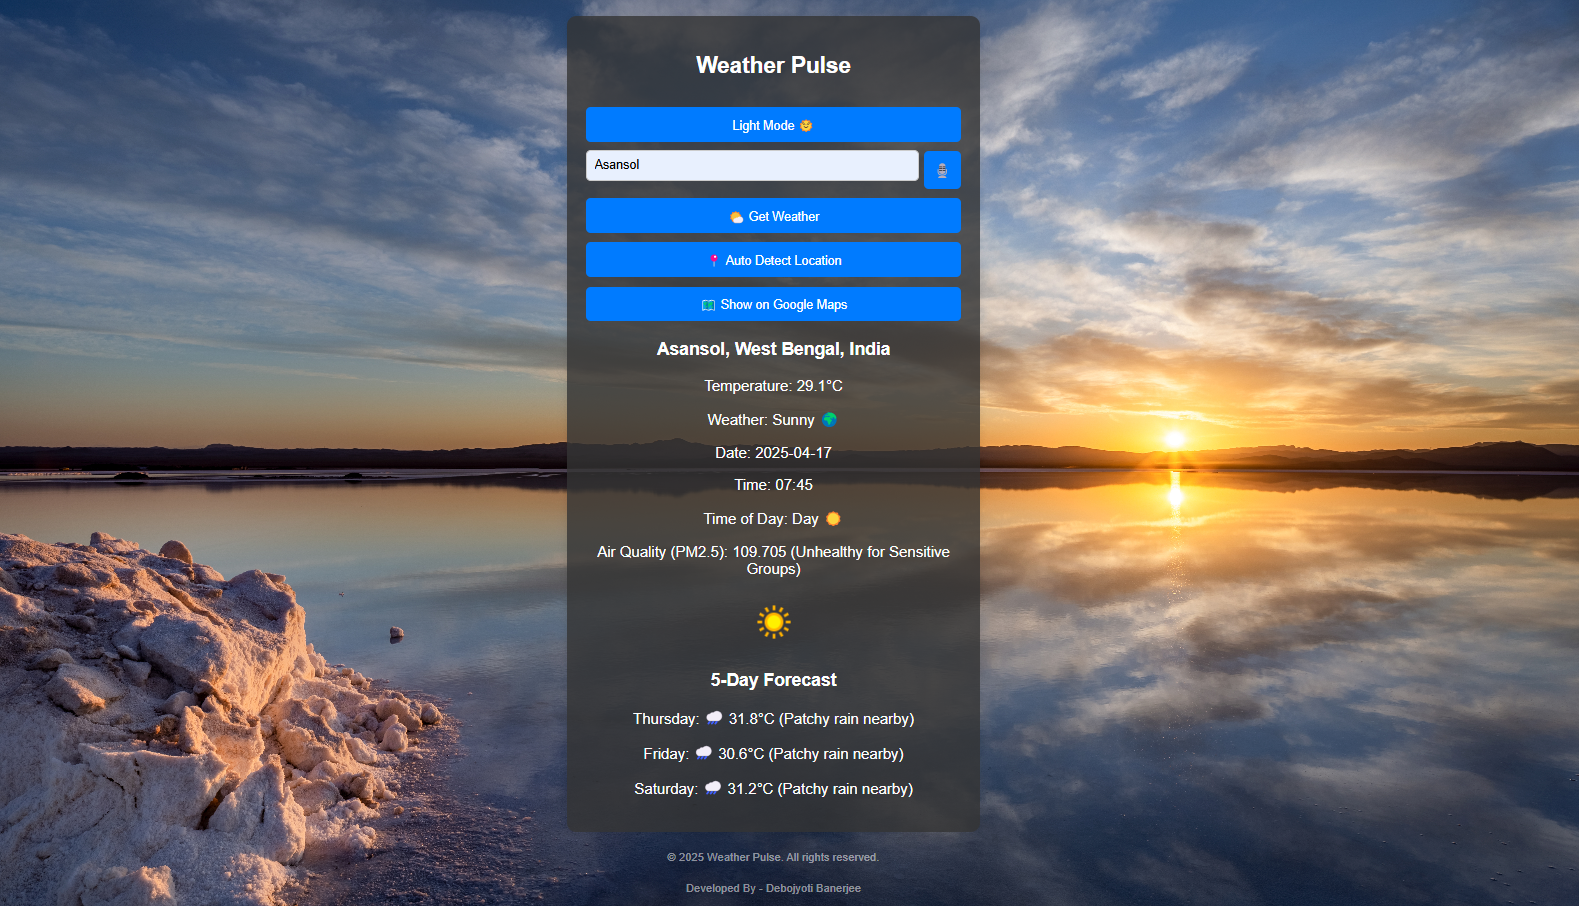 Weather Pulse
Light Mode 🌞
Asansol
🌤️ Get Weather
📍 Auto Detect Location
🗺️ Show on Google Maps
Asansol, West Bengal, India
Temperature: 29.1°C
Weather: Sunny 🌍
Date: 2025-04-17
Time: 07:45
Time of Day: Day ☀️
Air Quality (PM2.5): 109.705 (Unhealthy for Sensitive
Groups)
5-Day Forecast
Thursday: 🌧️ 31.8°C (Patchy rain nearby)
Friday: 🌧️ 30.6°C (Patchy rain nearby)
Saturday: 🌧️ 31.2°C (Patchy rain nearby)
© 2025 Weather Pulse. All rights reserved.
Developed By - Debojyoti Banerjee